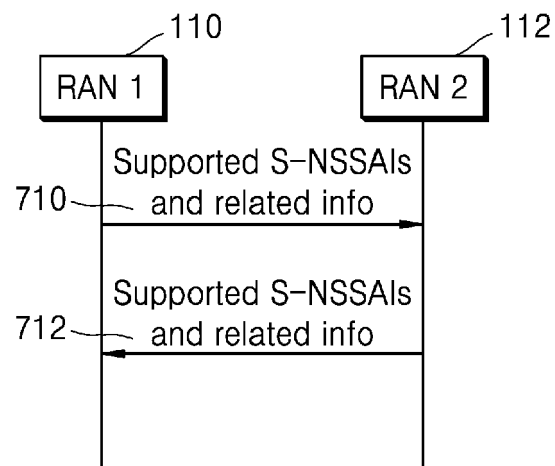 110
112
RAN 1
RAN 2
Supported S-NSSAIs
710
and related info
Supported S-NSSAIs
712
and related info